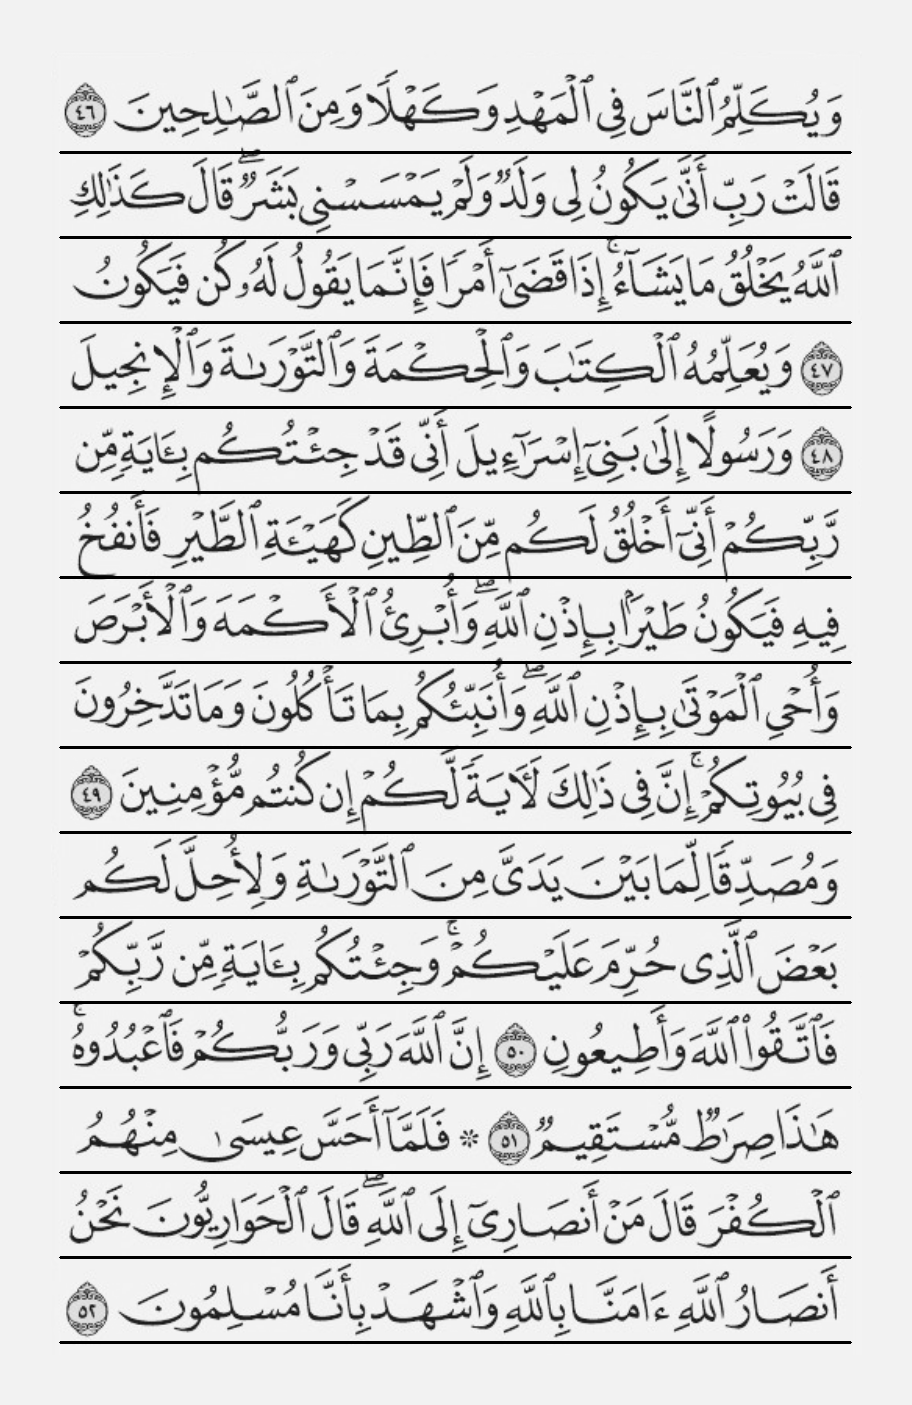 وَيُكَلِّمُ ٱلنَّاسَ فِي ٱلۡمَهۡدِ وَكَهۡلٗا وَمِنَ ٱلصَّٰلِحِينَ ٤٦
قَالَتۡ رَبِّ أَنَّىٰ يَكُونُ لِي وَلَدٞ وَلَمۡ يَمۡسَسۡنِي بَشَرٞۖ قَالَ كَذَٰلِكِ
ٱللَّهُ يَخۡلُقُ مَا يَشَآءُۚ إِذَا قَضَىٰٓ أَمۡرٗا فَإِنَّمَا يَقُولُ لَهُۥ كُن فَيَكُونُ
٤٧ وَيُعَلِّمُهُ ٱلۡكِتَٰبَ وَٱلۡحِكۡمَةَ وَٱلتَّوۡرَىٰةَ وَٱلۡإِنجِيلَ
٤٨ وَرَسُولًا إِلَىٰ بَنِيٓ إِسۡرَٰٓءِيلَ أَنِّي قَدۡ جِئۡتُكُم بِـَٔايَةٖ مِّن
رَّبِّكُمۡ أَنِّيٓ أَخۡلُقُ لَكُم مِّنَ ٱلطِّينِ كَهَيۡـَٔةِ ٱلطَّيۡرِ فَأَنفُخُ
فِيهِ فَيَكُونُ طَيۡرَۢا بِإِذۡنِ ٱللَّهِۖ وَأُبۡرِئُ ٱلۡأَكۡمَهَ وَٱلۡأَبۡرَصَ
وَأُحۡيِ ٱلۡمَوۡتَىٰ بِإِذۡنِ ٱللَّهِۖ وَأُنَبِّئُكُم بِمَا تَأۡكُلُونَ وَمَا تَدَّخِرُونَ
فِي بُيُوتِكُمۡۚ إِنَّ فِي ذَٰلِكَ لَأٓيَةٗ لَّكُمۡ إِن كُنتُم مُّؤۡمِنِينَ ٤٩
وَمُصَدِّقٗا لِّمَا بَيۡنَ يَدَيَّ مِنَ ٱلتَّوۡرَىٰةِ وَلِأُحِلَّ لَكُم
بَعۡضَ ٱلَّذِي حُرِّمَ عَلَيۡكُمۡۚ وَجِئۡتُكُم بِـَٔايَةٖ مِّن رَّبِّكُمۡ
فَٱتَّقُواْ ٱللَّهَ وَأَطِيعُونِ ٥٠ إِنَّ ٱللَّهَ رَبِّي وَرَبُّكُمۡ فَٱعۡبُدُوهُۚ
هَٰذَا صِرَٰطٞ مُّسۡتَقِيمٞ ٥١ ۞ فَلَمَّآ أَحَسَّ عِيسَىٰ مِنۡهُمُ
ٱلۡكُفۡرَ قَالَ مَنۡ أَنصَارِيٓ إِلَى ٱللَّهِۖ قَالَ ٱلۡحَوَارِيُّونَ نَحۡنُ
أَنصَارُ ٱللَّهِ ءَامَنَّا بِٱللَّهِ وَٱشۡهَدۡ بِأَنَّا مُسۡلِمُونَ ٥٢